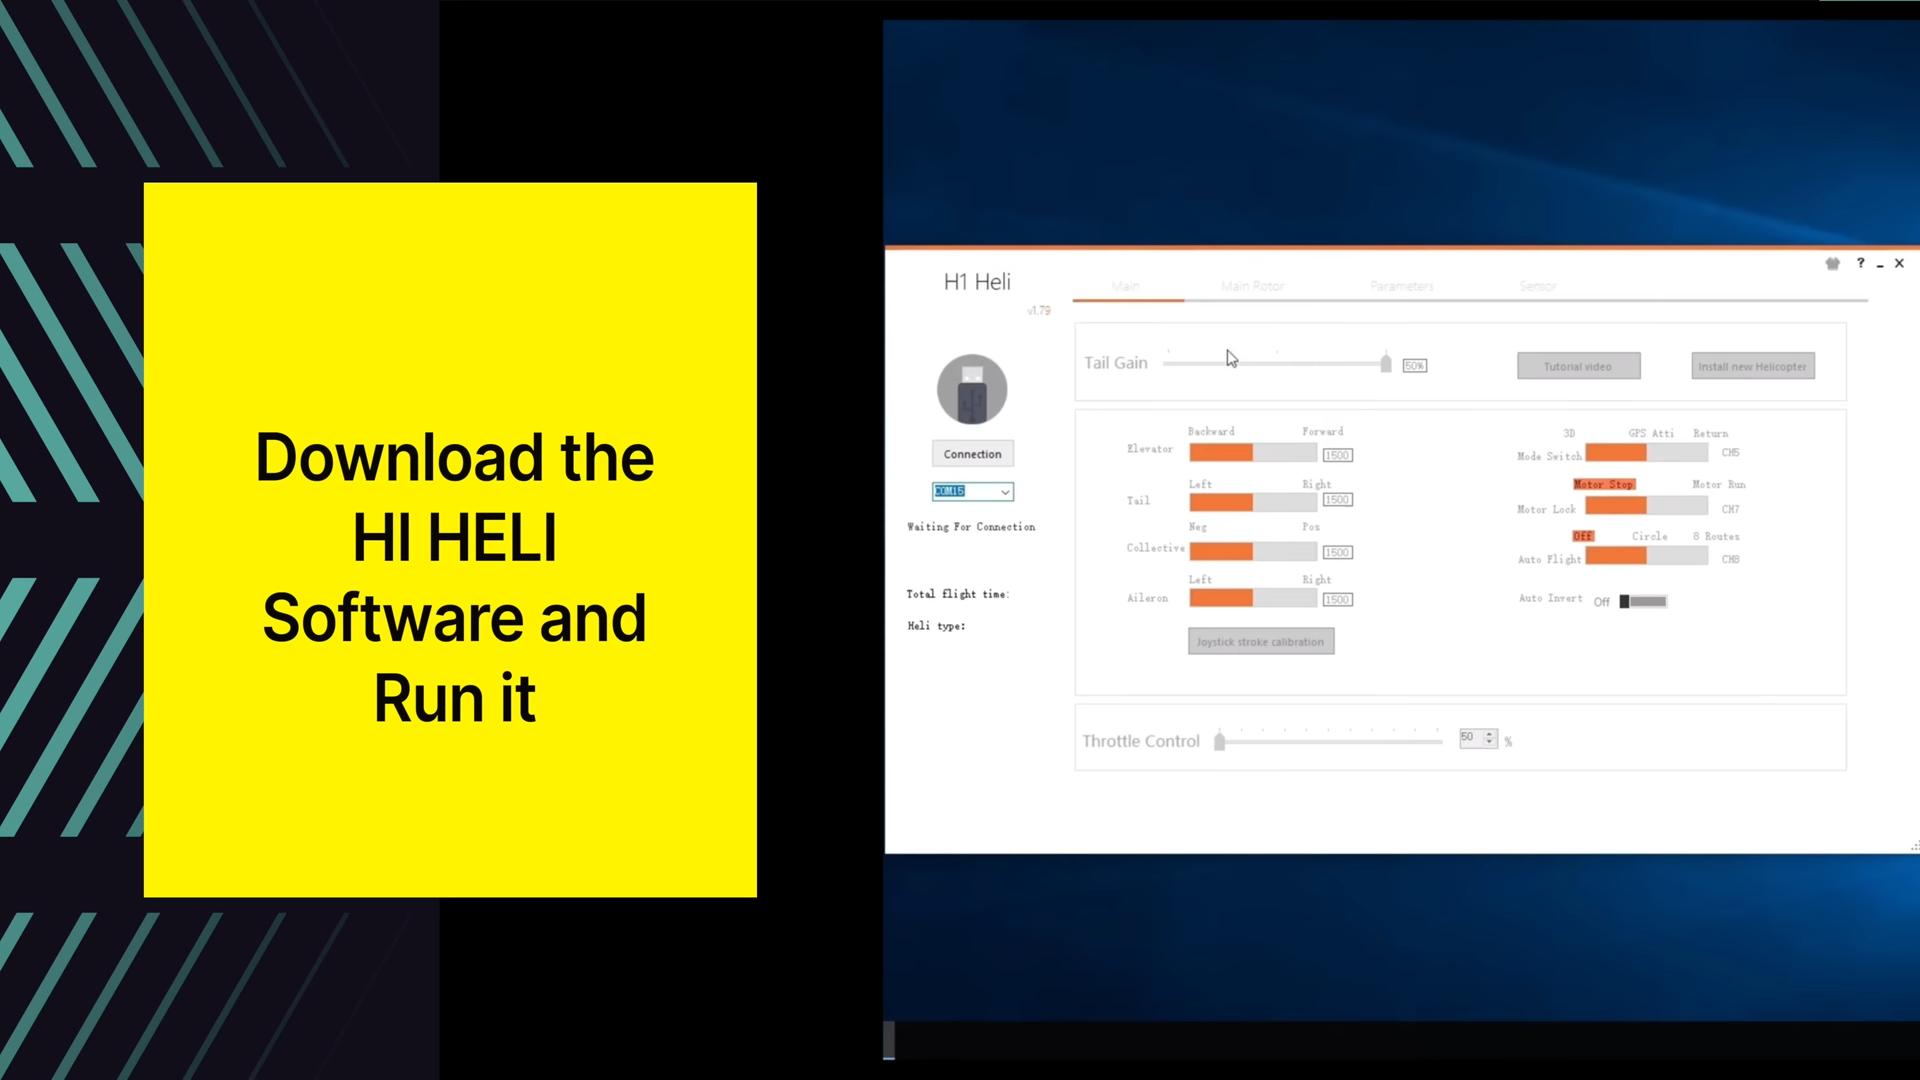 Download the
HI HELI
Software and
Run it
H1 Heli
v1.79
Main Main Rotor Parameters Sensor
?
Tail Gain 50% Tutorial video Install new Helicopter
Connection
COM15
Waiting For Connection
Total flight time:
Heli type:
Backward Forward
Elevator 1500
Left Right
Tail 1500
Neg Pos
Collective 1500
Left Right
Aileron 1500
Joystick stroke calibration
3D GPS Atti Return
Mode Switch CH5
Motor Stop Motor Run
Motor Lock CH7
Off Circle 8 Routes
Auto Flight CH8
Auto Invert Off
Throttle Control 50 %